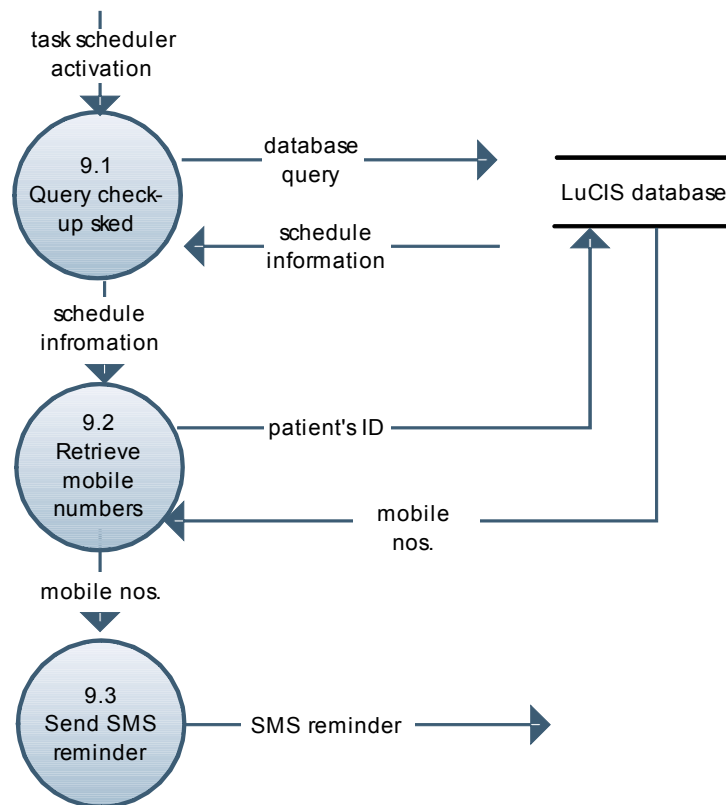 task scheduler
activation
9.1
Query check-
up sked
database
query
LuCIS database
schedule
information
schedule
infromation
9.2
Retrieve
mobile
numbers
patient's ID
mobile
nos.
mobile nos.
9.3
Send SMS
reminder
SMS reminder